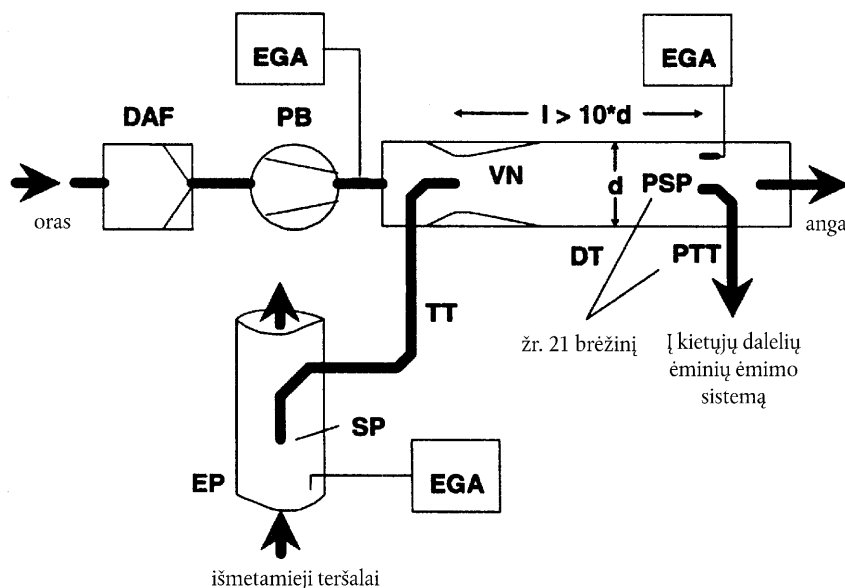 EGA
EGA
DAF
PB
l > 10*d
VN
d
PSP
oras
anga
DT
PTT
TT
žr. 21 brėžinį
Į kietųjų dalelių
ėminių ėmimo
sistemą
SP
EP
EGA
išmetamieji teršalai